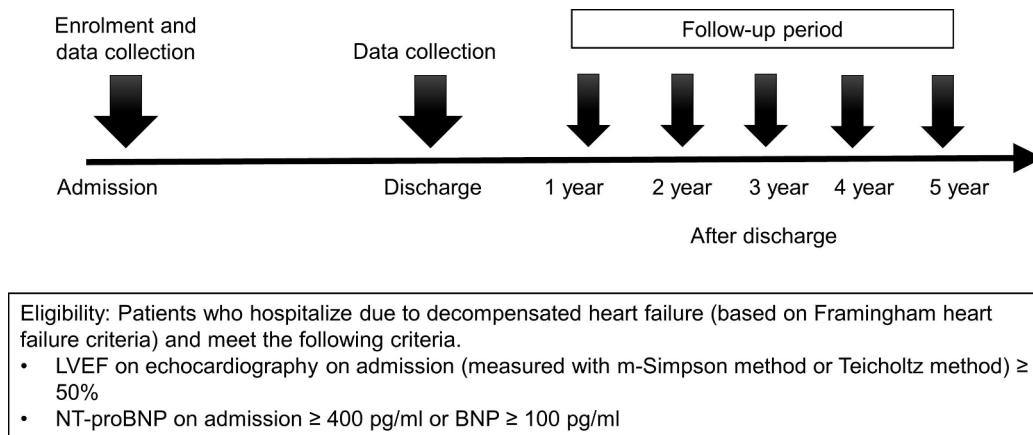 Enrolment and
data collection
Data collection
Follow-up period
Admission
Discharge
1 year
2 year
3 year
4 year
5 year
After discharge
Eligibility: Patients who hospitalize due to decompensated heart failure (based on Framingham heart
failure criteria) and meet the following criteria.
• LVEF on echocardiography on admission (measured with m-Simpson method or Teicholtz method) ≥
50%
• NT-proBNP on admission ≥ 400 pg/ml or BNP ≥ 100 pg/ml